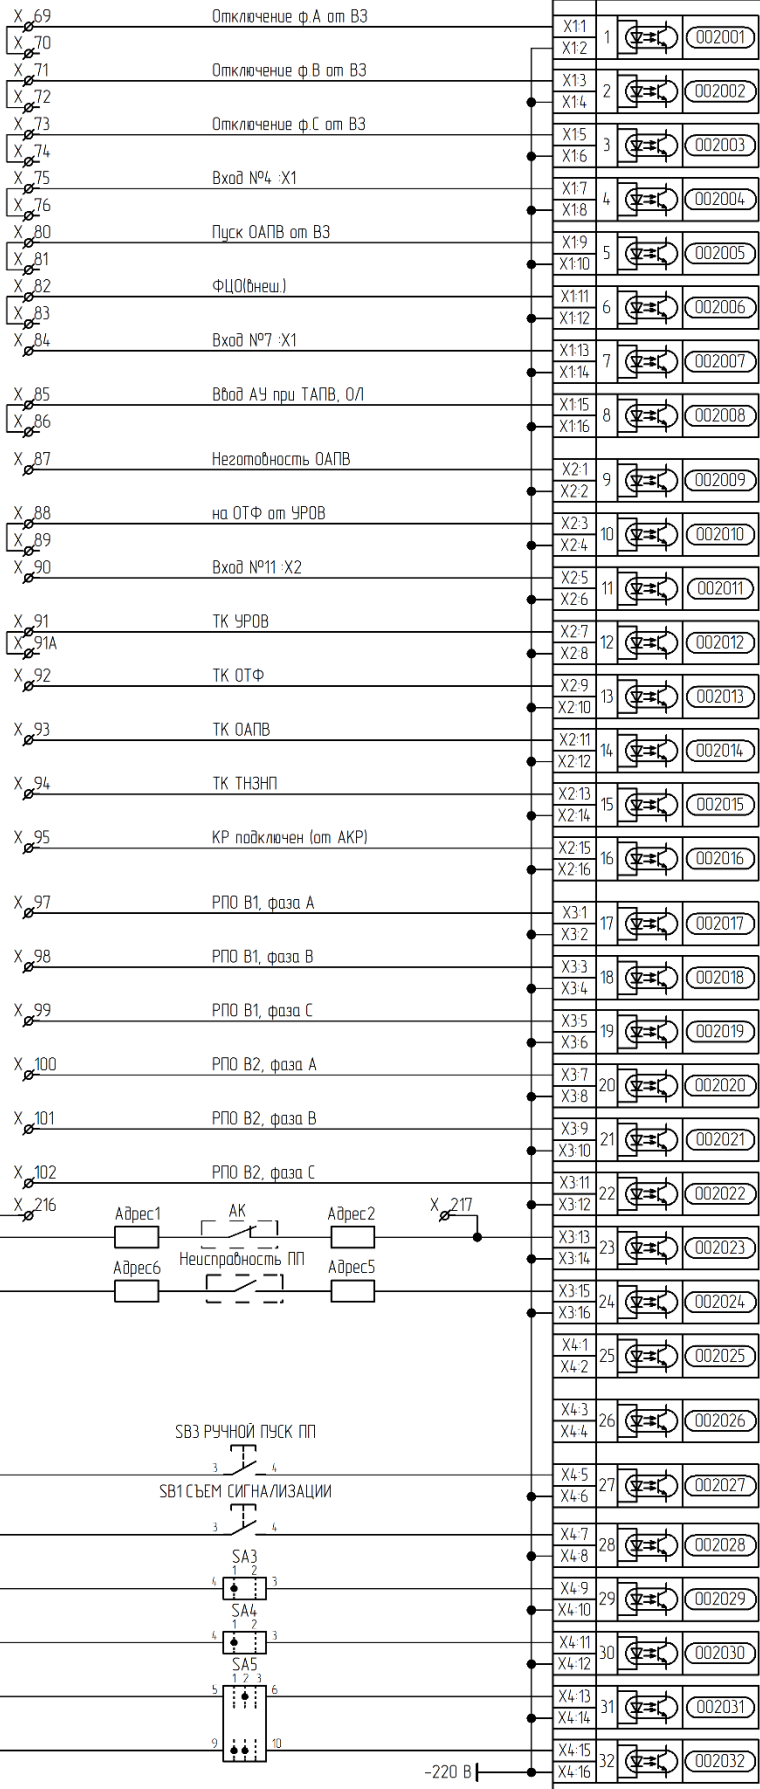 X 69 Отключение ф.А от ВЗ X1:1 1 002001
X 70 X1:2
X 71 Отключение ф.В от ВЗ X1:3 2 002002
X 72 X1:4
X 73 Отключение ф.С от ВЗ X1:5 3 002003
X 74 X1:6
X 75 Вход №4 :X1 X1:7 4 002004
X 76 X1:8
X 80 Пуск ОАПВ от ВЗ X1:9 5 002005
X 81 X1:10
X 82 ФЦО(внеш.) X1:11 6 002006
X 83 X1:12
X 84 Вход №7 :X1 X1:13 7 002007
X1:14
X 85 Ввод АУ при ТАПВ, О/Л X1:15 8 002008
X 86 X1:16
X 87 Неготовность ОАПВ X2:1 9 002009
X2:2
X 88 на ОТФ от УРОВ X2:3 10 002010
X 89 X2:4
X 90 Вход №11 :X2 X2:5 11 002011
X2:6
X 91 ТК УРОВ X2:7 12 002012
X 91А X2:8
X 92 ТК ОТФ X2:9 13 002013
X2:10
X 93 ТК ОАПВ X2:11 14 002014
X2:12
X 94 ТК ТНЗНП X2:13 15 002015
X2:14
X 95 КР подключен (от АКР) X2:15 16 002016
X2:16
X 97 РПО В1, фаза А X3:1 17 002017
X3:2
X 98 РПО В1, фаза В X3:3 18 002018
X3:4
X 99 РПО В1, фаза С X3:5 19 002019
X3:6
X 100 РПО В2, фаза А X3:7 20 002020
X3:8
X 101 РПО В2, фаза В X3:9 21 002021
X3:10
X 102 РПО В2, фаза С X3:11 22 002022
X 216 X 217 X3:12
Адрес1 АК Адрес2 X3:13 23 002023
X3:14
Адрес6 Неисправность ПП Адрес5 X3:15 24 002024
X3:16
X4:1 25 002025
X4:2
X4:3 26 002026
X4:4
SB3 РУЧНОЙ ПУСК ПП
3 4 X4:5 27 002027
X4:6
SB1 СЪЕМ СИГНАЛИЗАЦИИ
3 4 X4:7 28 002028
X4:8
SA3
1 2
4 3 X4:9 29 002029
X4:10
SA4
1 2
4 3 X4:11 30 002030
X4:12
SA5
1 2 3
5 6 X4:13 31 002031
X4:14
9 10 X4:15 32 002032
-220 В X4:16